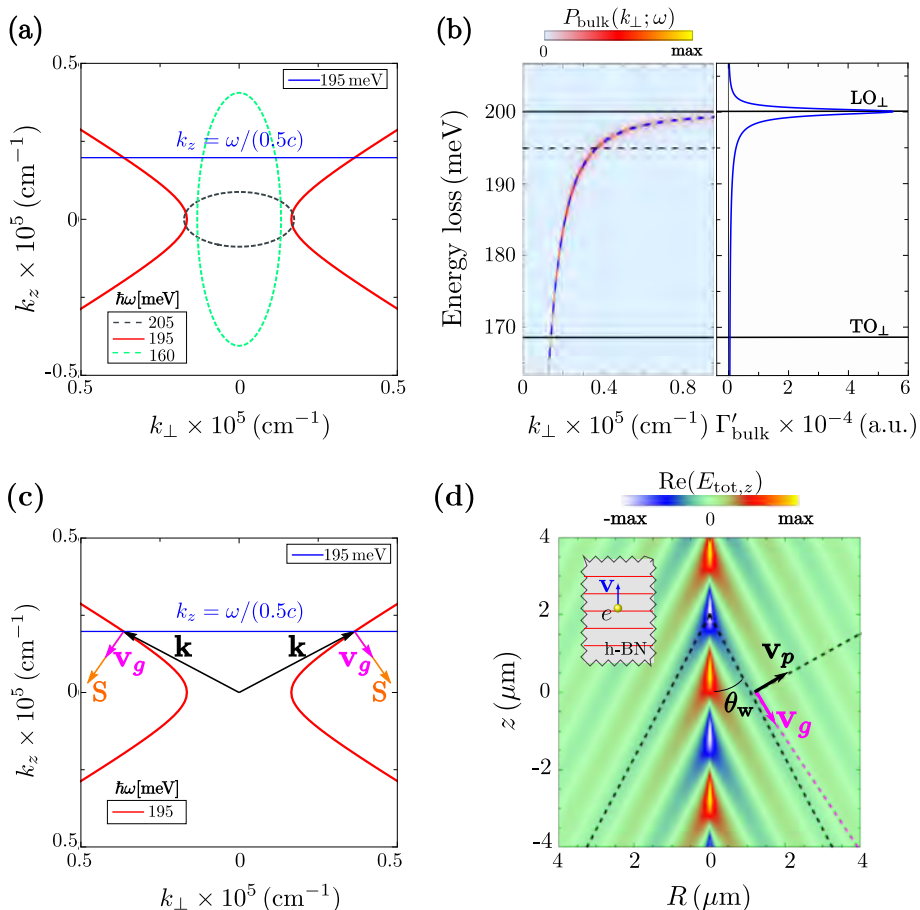 (a)
0.5
0
-0.5
k_z × 10^5 (cm^{-1})
195 meV
k_z = ω/(0.5c)
ħω[meV]
205
195
160
0.5
0
0.5
k_⊥ × 10^5 (cm^{-1})
(b)
P_bulk(k_⊥; ω)
0
max
Energy loss (meV)
200
190
180
170
LO_⊥
TO_⊥
0
0.4
0.8
0
2
4
6
k_⊥ × 10^5 (cm^{-1})
Γ′_bulk × 10^{-4} (a.u.)
(c)
0.5
0
0.5
k_z × 10^5 (cm^{-1})
195 meV
k_z = ω/(0.5c)
k
k
v_g
v_g
S
S
ħω[meV]
195
0.5
0
0.5
k_⊥ × 10^5 (cm^{-1})
(d)
Re(E_{tot,z})
-max
0
max
4
2
0
-2
-4
z (μm)
v
e^-
h-BN
v_p
θ_w
v_g
4
2
0
2
4
R (μm)